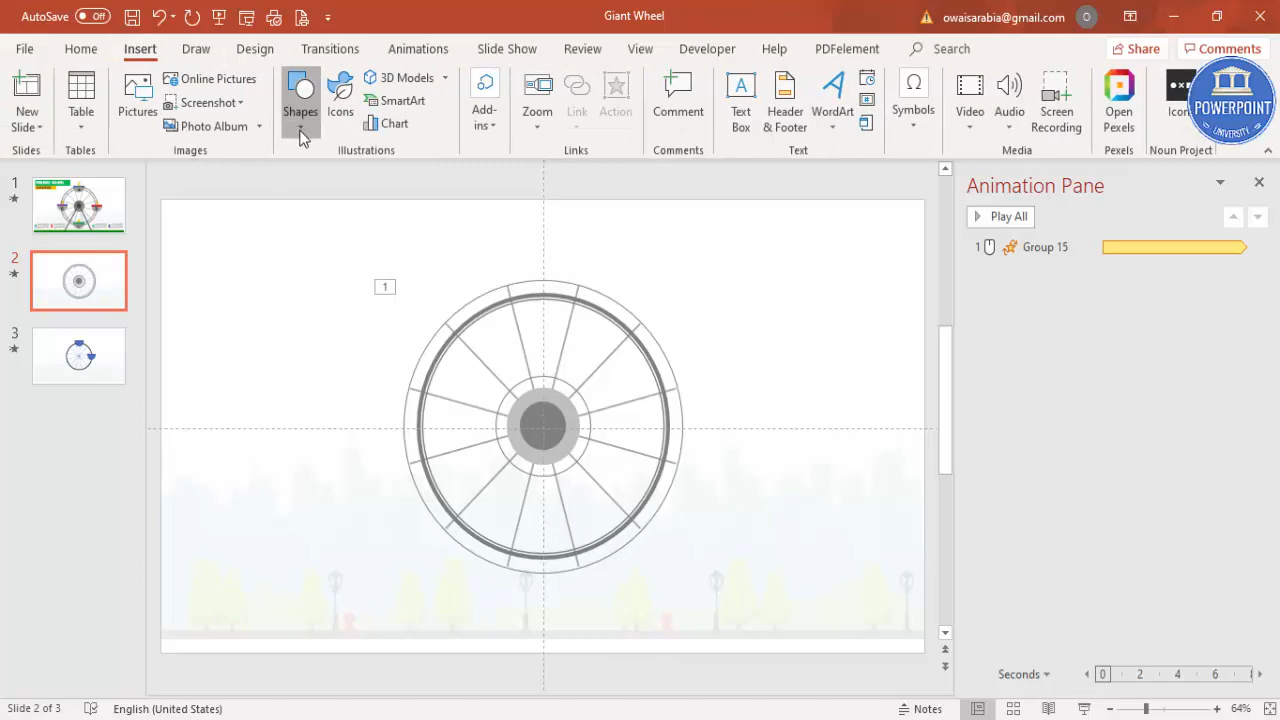 AutoSave Off
Giant Wheel
owaisarabia@gmail.com
O
File Home Insert Draw Design Transitions Animations Slide Show Review View Developer Help PDFelement Search
Share Comments
New Slide
Table
Pictures
Online Pictures
Screenshot
Photo Album
Shapes
Icons
3D Models
SmartArt
Chart
Add-ins
Zoom
Link
Action
Comment
Text Box
Header & Footer
WordArt
Symbols
Video
Audio
Screen Recording
Open Pexels
POWERPOINT
UNIVERSITY
Slides Tables Images Illustrations Links Comments Text Media Pexels Noun Project
1
2
3
1
Animation Pane
Play All
1 Group 15
Seconds 0 2 4 6
Slide 2 of 3 English (United States) Notes 64%